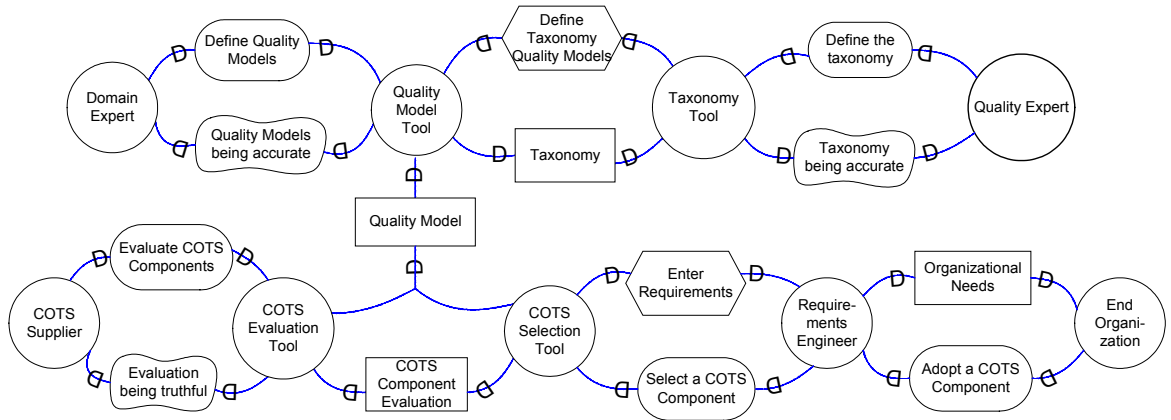 Define Quality
Models
Define
Taxonomy
Quality Models
Define the
taxonomy
Domain
Expert
Quality
Model
Tool
Taxonomy
Tool
Quality Expert
Quality Models
being accurate
Taxonomy
Taxonomy
being accurate
Quality Model
Evaluate COTS
Components
Enter
Requirements
Organizational
Needs
COTS
Supplier
COTS
Evaluation
Tool
COTS
Selection
Tool
Require-
ments
Engineer
End
Organi-
zation
Evaluation
being truthful
COTS
Component
Evaluation
Select a COTS
Component
Adopt a COTS
Component